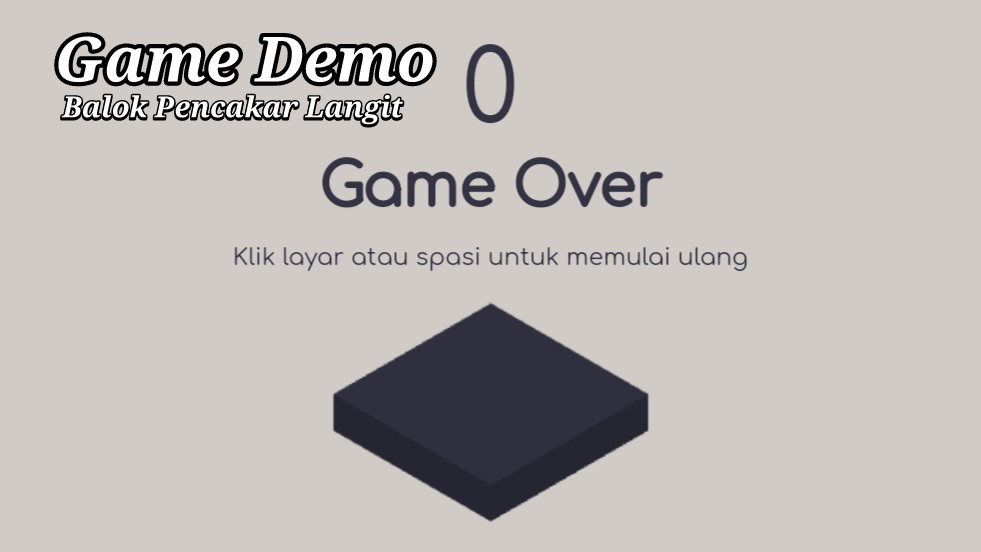 Game Demo
Balok Pencakar Langit
0
Game Over
Klik layar atau spasi untuk memulai ulang